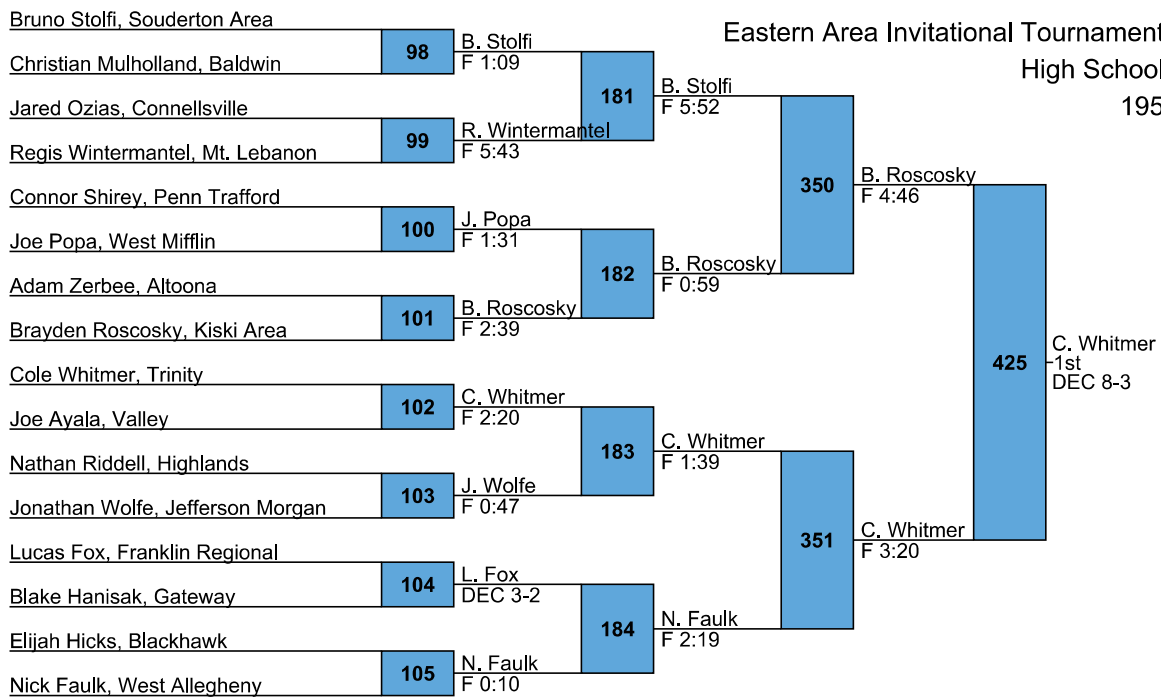 Eastern Area Invitational Tournament
High School
195
Bruno Stolfi, Souderton Area
98
Christian Mulholland, Baldwin
B. Stolfi
F 1:09
Jared Ozias, Connellsville
99
Regis Wintermantel, Mt. Lebanon
R. Wintermantel
F 5:43
181
B. Stolfi
F 5:52
Connor Shirey, Penn Trafford
100
Joe Popa, West Mifflin
J. Popa
F 1:31
Adam Zerbee, Altoona
101
Brayden Roscosky, Kiski Area
B. Roscosky
F 2:39
182
B. Roscosky
F 0:59
350
B. Roscosky
F 4:46
Cole Whitmer, Trinity
102
Joe Ayala, Valley
C. Whitmer
F 2:20
Nathan Riddell, Highlands
103
Jonathan Wolfe, Jefferson Morgan
J. Wolfe
F 0:47
183
C. Whitmer
F 1:39
Lucas Fox, Franklin Regional
104
Blake Hanisak, Gateway
L. Fox
DEC 3-2
Elijah Hicks, Blackhawk
105
Nick Faulk, West Allegheny
N. Faulk
F 0:10
184
N. Faulk
F 2:19
351
C. Whitmer
F 3:20
425
C. Whitmer
1st
DEC 8-3